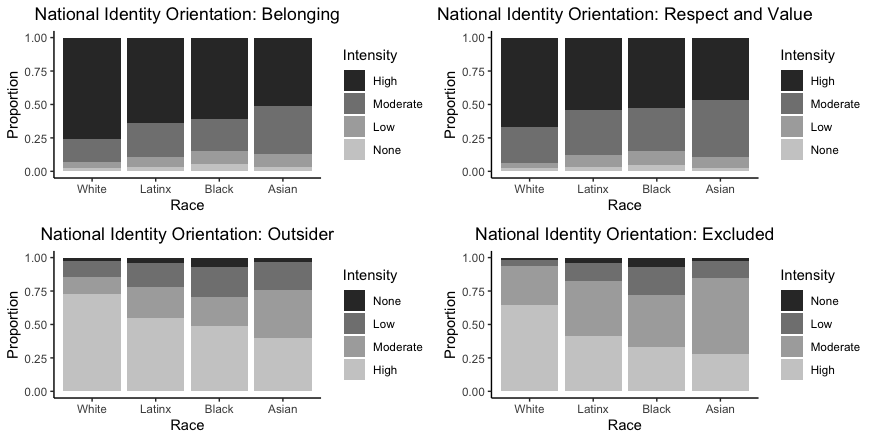 National Identity Orientation: Belonging
1.00
0.75
0.50
0.25
0.00
Proportion
White Latinx Black Asian
Race
Intensity
High
Moderate
Low
None
National Identity Orientation: Respect and Value
1.00
0.75
0.50
0.25
0.00
Proportion
White Latinx Black Asian
Race
Intensity
High
Moderate
Low
None
National Identity Orientation: Outsider
1.00
0.75
0.50
0.25
0.00
Proportion
White Latinx Black Asian
Race
Intensity
None
Low
Moderate
High
National Identity Orientation: Excluded
1.00
0.75
0.50
0.25
0.00
Proportion
White Latinx Black Asian
Race
Intensity
None
Low
Moderate
High